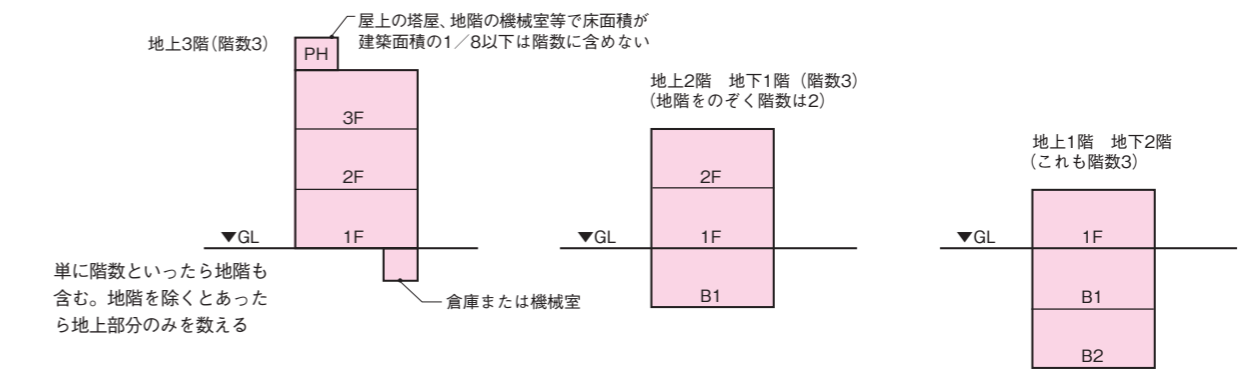 屋上の塔屋、地階の機械室等で床面積が
建築面積の1／8以下は階数に含めない
地上3階(階数3)
PH
3F
2F
1F
▼GL
単に階数といったら地階も
含む。地階を除くとあった
ら地上部分のみを数える
倉庫または機械室
地上2階　地下1階（階数3）
（地階をのぞく階数は2）
2F
▼GL
1F
B1
地上1階　地下2階
（これも階数3）
▼GL
1F
B1
B2